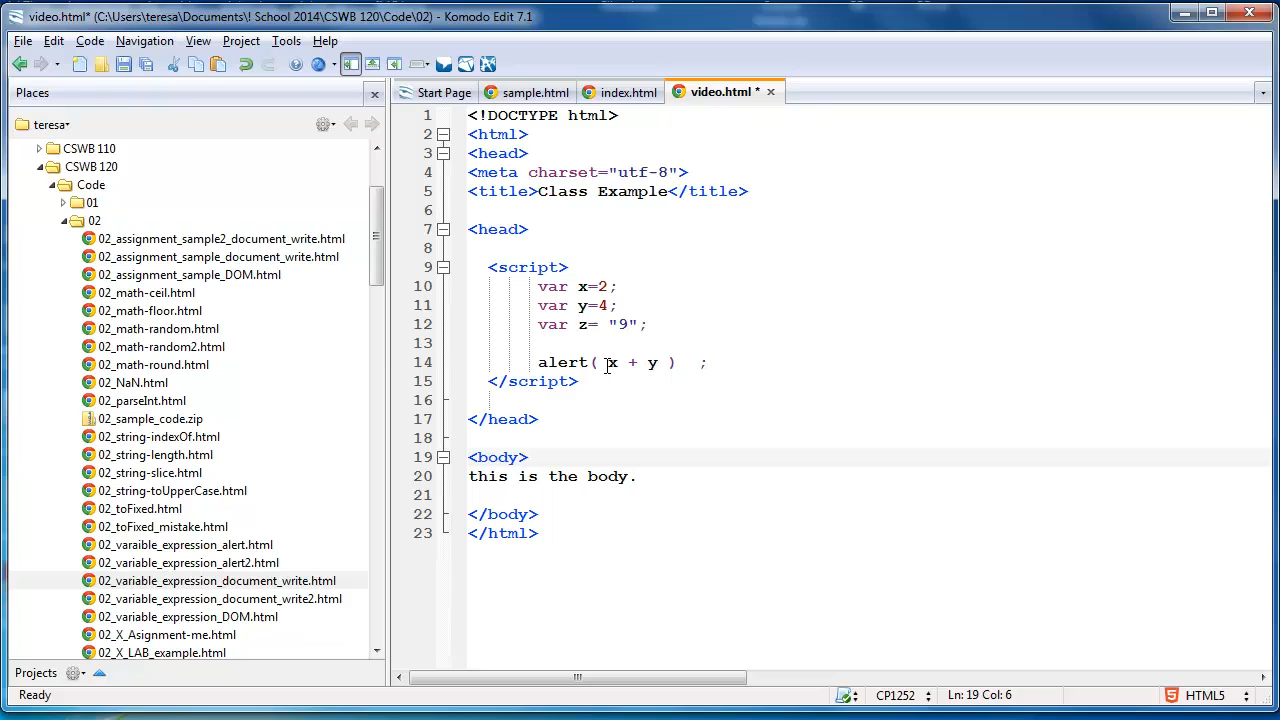 video.html* (C:\Users\teresa\Documents\! School 2014\CSWB 120\Code\02) - Komodo Edit 7.1
File Edit Code Navigation View Project Tools Help
Places
Start Page sample.html index.html video.html *
teresa
CSWB 110
CSWB 120
Code
01
02
02_assignment_sample2_document_write.html
02_assignment_sample_document_write.html
02_assignment_sample_DOM.html
02_math-ceil.html
02_math-floor.html
02_math-random.html
02_math-random2.html
02_math-round.html
02_NaN.html
02_parseInt.html
02_sample_code.zip
02_string-indexOf.html
02_string-length.html
02_string-slice.html
02_string-toUpperCase.html
02_toFixed.html
02_toFixed_mistake.html
02_varaible_expression_alert.html
02_variable_expression_alert2.html
02_variable_expression_document_write.html
02_variable_expression_document_write2.html
02_variable_expression_DOM.html
02_X_Asignment-me.html
02_X_LAB_example.html
Projects
1 <!DOCTYPE html>
2 <html>
3 <head>
4 <meta charset="utf-8">
5 <title>Class Example</title>
6
7 <head>
8
9 <script>
10 var x=2;
11 var y=4;
12 var z= "9";
13
14 alert( x + y ) ;
15 </script>
16
17 </head>
18
19 <body>
20 this is the body.
21
22 </body>
23 </html>
Ready CP1252 Ln: 19 Col: 6 HTML5